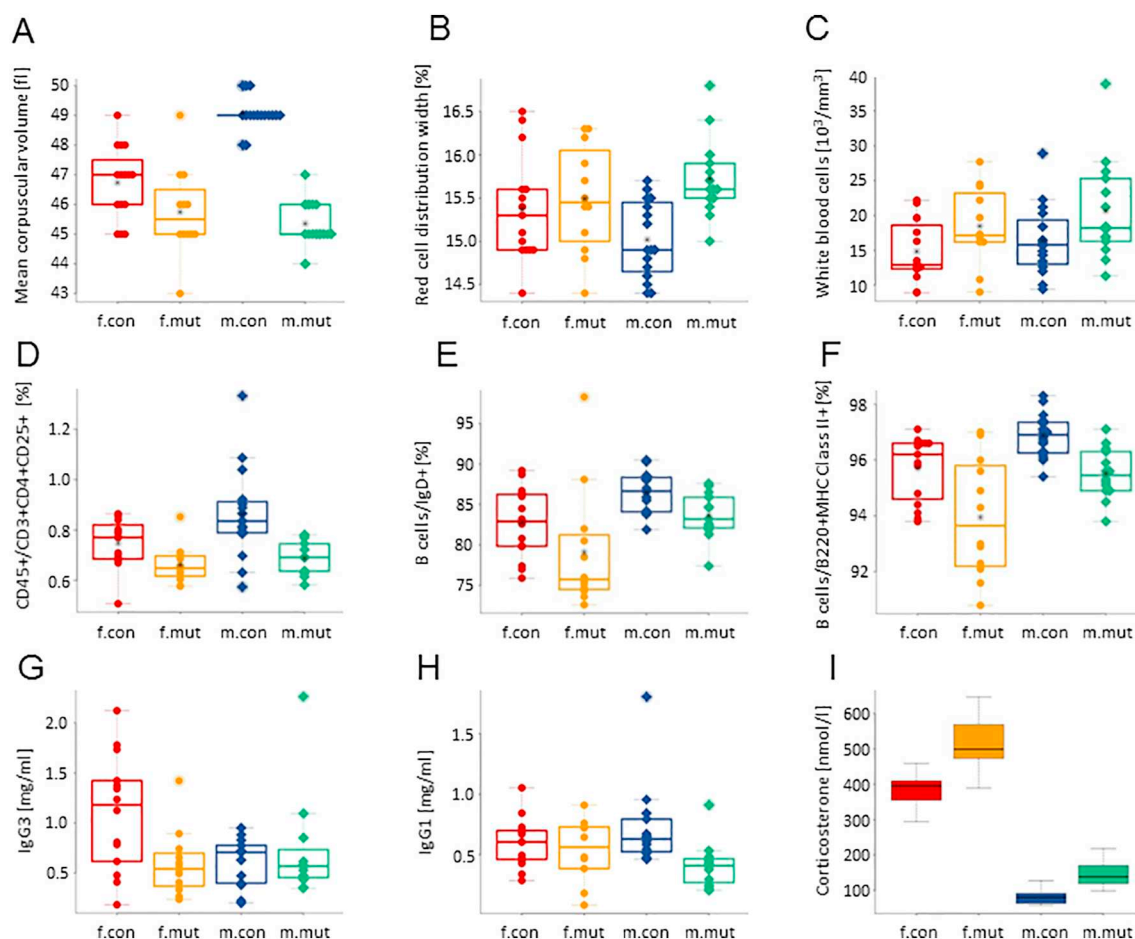 A
Mean corpuscular volume [fl]
50
49
48
47
46
45
44
43
f.con f.mut m.con m.mut
B
Red cell distribution width [%]
16.5
16.0
15.5
15.0
14.5
f.con f.mut m.con m.mut
C
White blood cells [10³/mm³]
40
35
30
25
20
15
10
f.con f.mut m.con m.mut
D
CD45+/CD3+CD4+CD25+ [%]
1.2
1.0
0.8
0.6
f.con f.mut m.con m.mut
E
B cells/IgD+ [%]
95
90
85
80
75
f.con f.mut m.con m.mut
F
B cells/B220+MHC Class II+ [%]
98
96
94
92
f.con f.mut m.con m.mut
G
IgG3 [mg/ml]
2.0
1.5
1.0
0.5
f.con f.mut m.con m.mut
H
IgG1 [mg/ml]
1.5
1.0
0.5
f.con f.mut m.con m.mut
I
Corticosterone [nmol/l]
600
500
400
300
200
100
f.con f.mut m.con m.mut